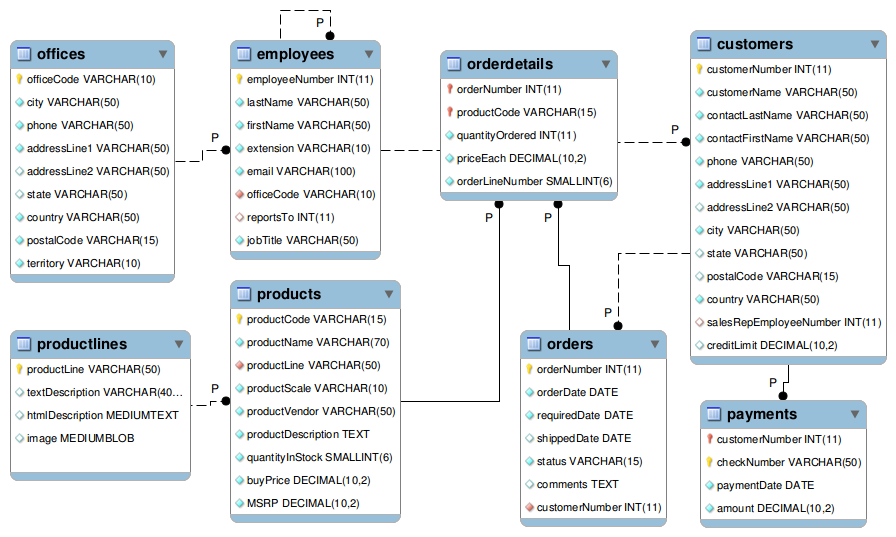 offices
officeCode VARCHAR(10)
city VARCHAR(50)
phone VARCHAR(50)
addressLine1 VARCHAR(50)
addressLine2 VARCHAR(50)
state VARCHAR(50)
country VARCHAR(50)
postalCode VARCHAR(15)
territory VARCHAR(10)
P
P
employees
employeeNumber INT(11)
lastName VARCHAR(50)
firstName VARCHAR(50)
extension VARCHAR(10)
email VARCHAR(100)
officeCode VARCHAR(10)
reportsTo INT(11)
jobTitle VARCHAR(50)
orderdetails
orderNumber INT(11)
productCode VARCHAR(15)
quantityOrdered INT(11)
priceEach DECIMAL(10,2)
orderLineNumber SMALLINT(6)
P
P
P
customers
customerNumber INT(11)
customerName VARCHAR(50)
contactLastName VARCHAR(50)
contactFirstName VARCHAR(50)
phone VARCHAR(50)
addressLine1 VARCHAR(50)
addressLine2 VARCHAR(50)
city VARCHAR(50)
state VARCHAR(50)
postalCode VARCHAR(15)
country VARCHAR(50)
salesRepEmployeeNumber INT(11)
creditLimit DECIMAL(10,2)
productlines
productLine VARCHAR(50)
textDescription VARCHAR(40...
htmlDescription MEDIUMTEXT
image MEDIUMBLOB
P
products
productCode VARCHAR(15)
productName VARCHAR(70)
productLine VARCHAR(50)
productScale VARCHAR(10)
productVendor VARCHAR(50)
productDescription TEXT
quantityInStock SMALLINT(6)
buyPrice DECIMAL(10,2)
MSRP DECIMAL(10,2)
P
orders
orderNumber INT(11)
orderDate DATE
requiredDate DATE
shippedDate DATE
status VARCHAR(15)
comments TEXT
customerNumber INT(11)
P
payments
customerNumber INT(11)
checkNumber VARCHAR(50)
paymentDate DATE
amount DECIMAL(10,2)